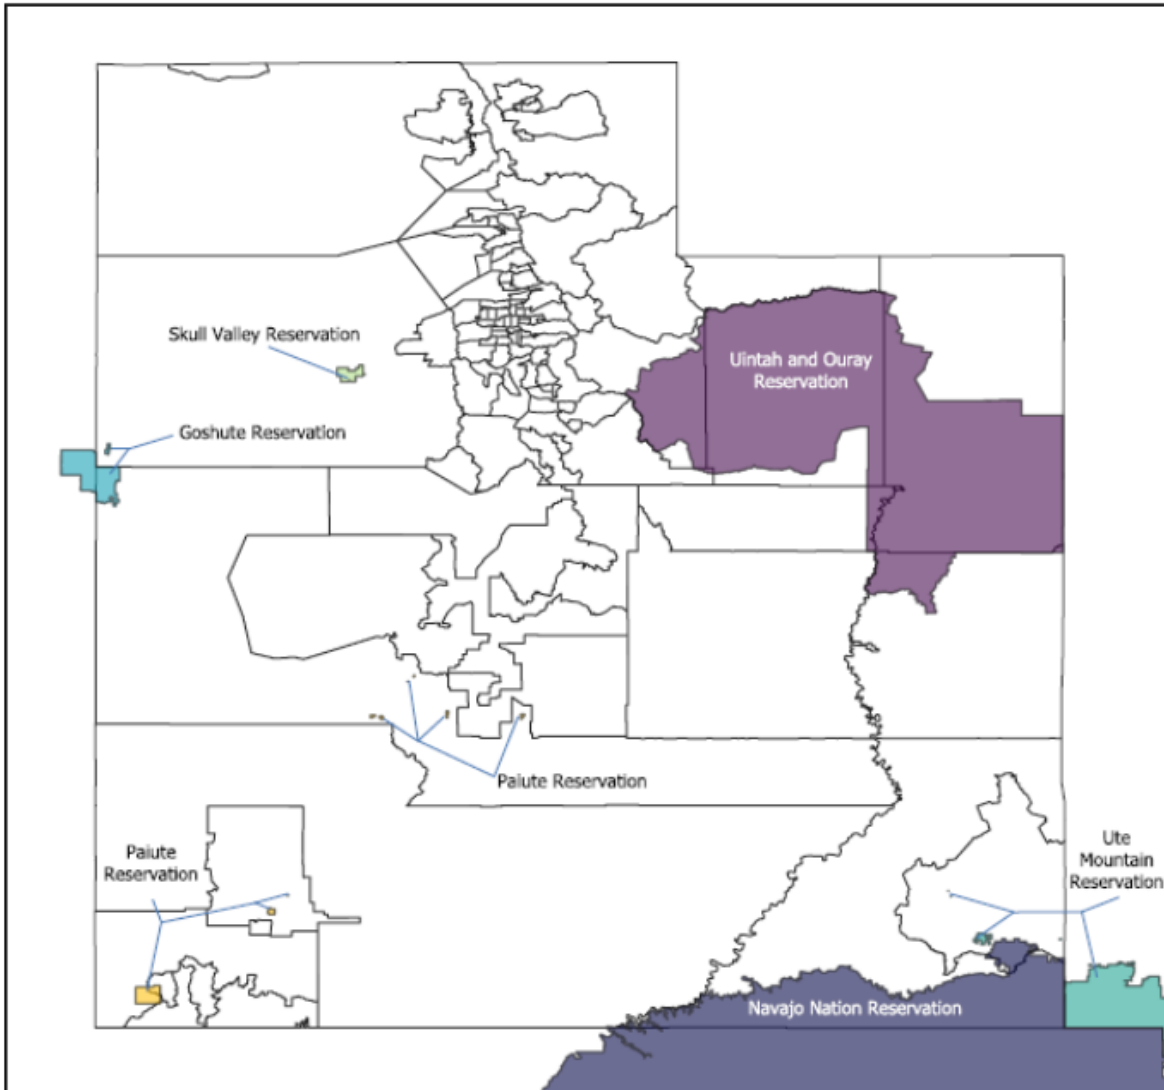 Skull Valley Reservation
Uintah and Ouray
Reservation
Goshute Reservation
Paiute Reservation
Paiute
Reservation
Ute
Mountain
Reservation
Navajo Nation Reservation